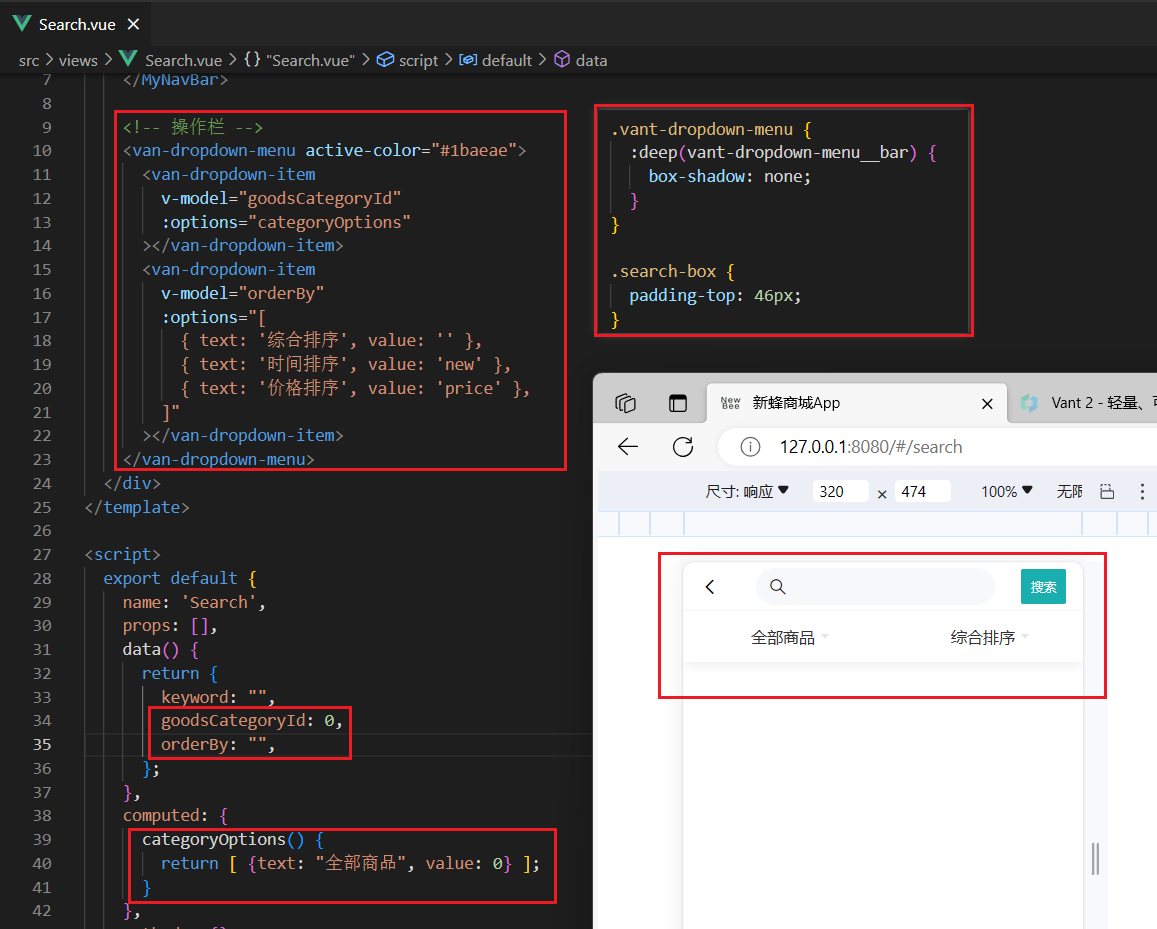 Search.vue
src > views > Search.vue > {} "Search.vue" > script > default > data
7 </MyNavBar>
8
9 <!-- 操作栏 -->
10 <van-dropdown-menu active-color="#1baeae">
11 <van-dropdown-item
12 v-model="goodsCategoryId"
13 :options="categoryOptions"
14 ></van-dropdown-item>
15 <van-dropdown-item
16 v-model="orderBy"
17 :options="[
18 { text: '综合排序', value: '' },
19 { text: '时间排序', value: 'new' },
20 { text: '价格排序', value: 'price' },
21 ]"
22 ></van-dropdown-item>
23 </van-dropdown-menu>
24 </div>
25 </template>
26
27 <script>
28 export default {
29 name: 'Search',
30 props: [],
31 data() {
32 return {
33 keyword: "",
34 goodsCategoryId: 0,
35 orderBy: "",
36 };
37 },
38 computed: {
39 categoryOptions() {
40 return [ {text: "全部商品", value: 0} ];
41 }
42 },
.vant-dropdown-menu {
:deep(vant-dropdown-menu__bar) {
box-shadow: none;
}
}
.search-box {
padding-top: 46px;
}
New Bee 新蜂商城App
Vant 2 - 轻量、
127.0.0.1:8080/#/search
尺寸: 响应 320 × 474 100% 无限
搜索
全部商品 综合排序